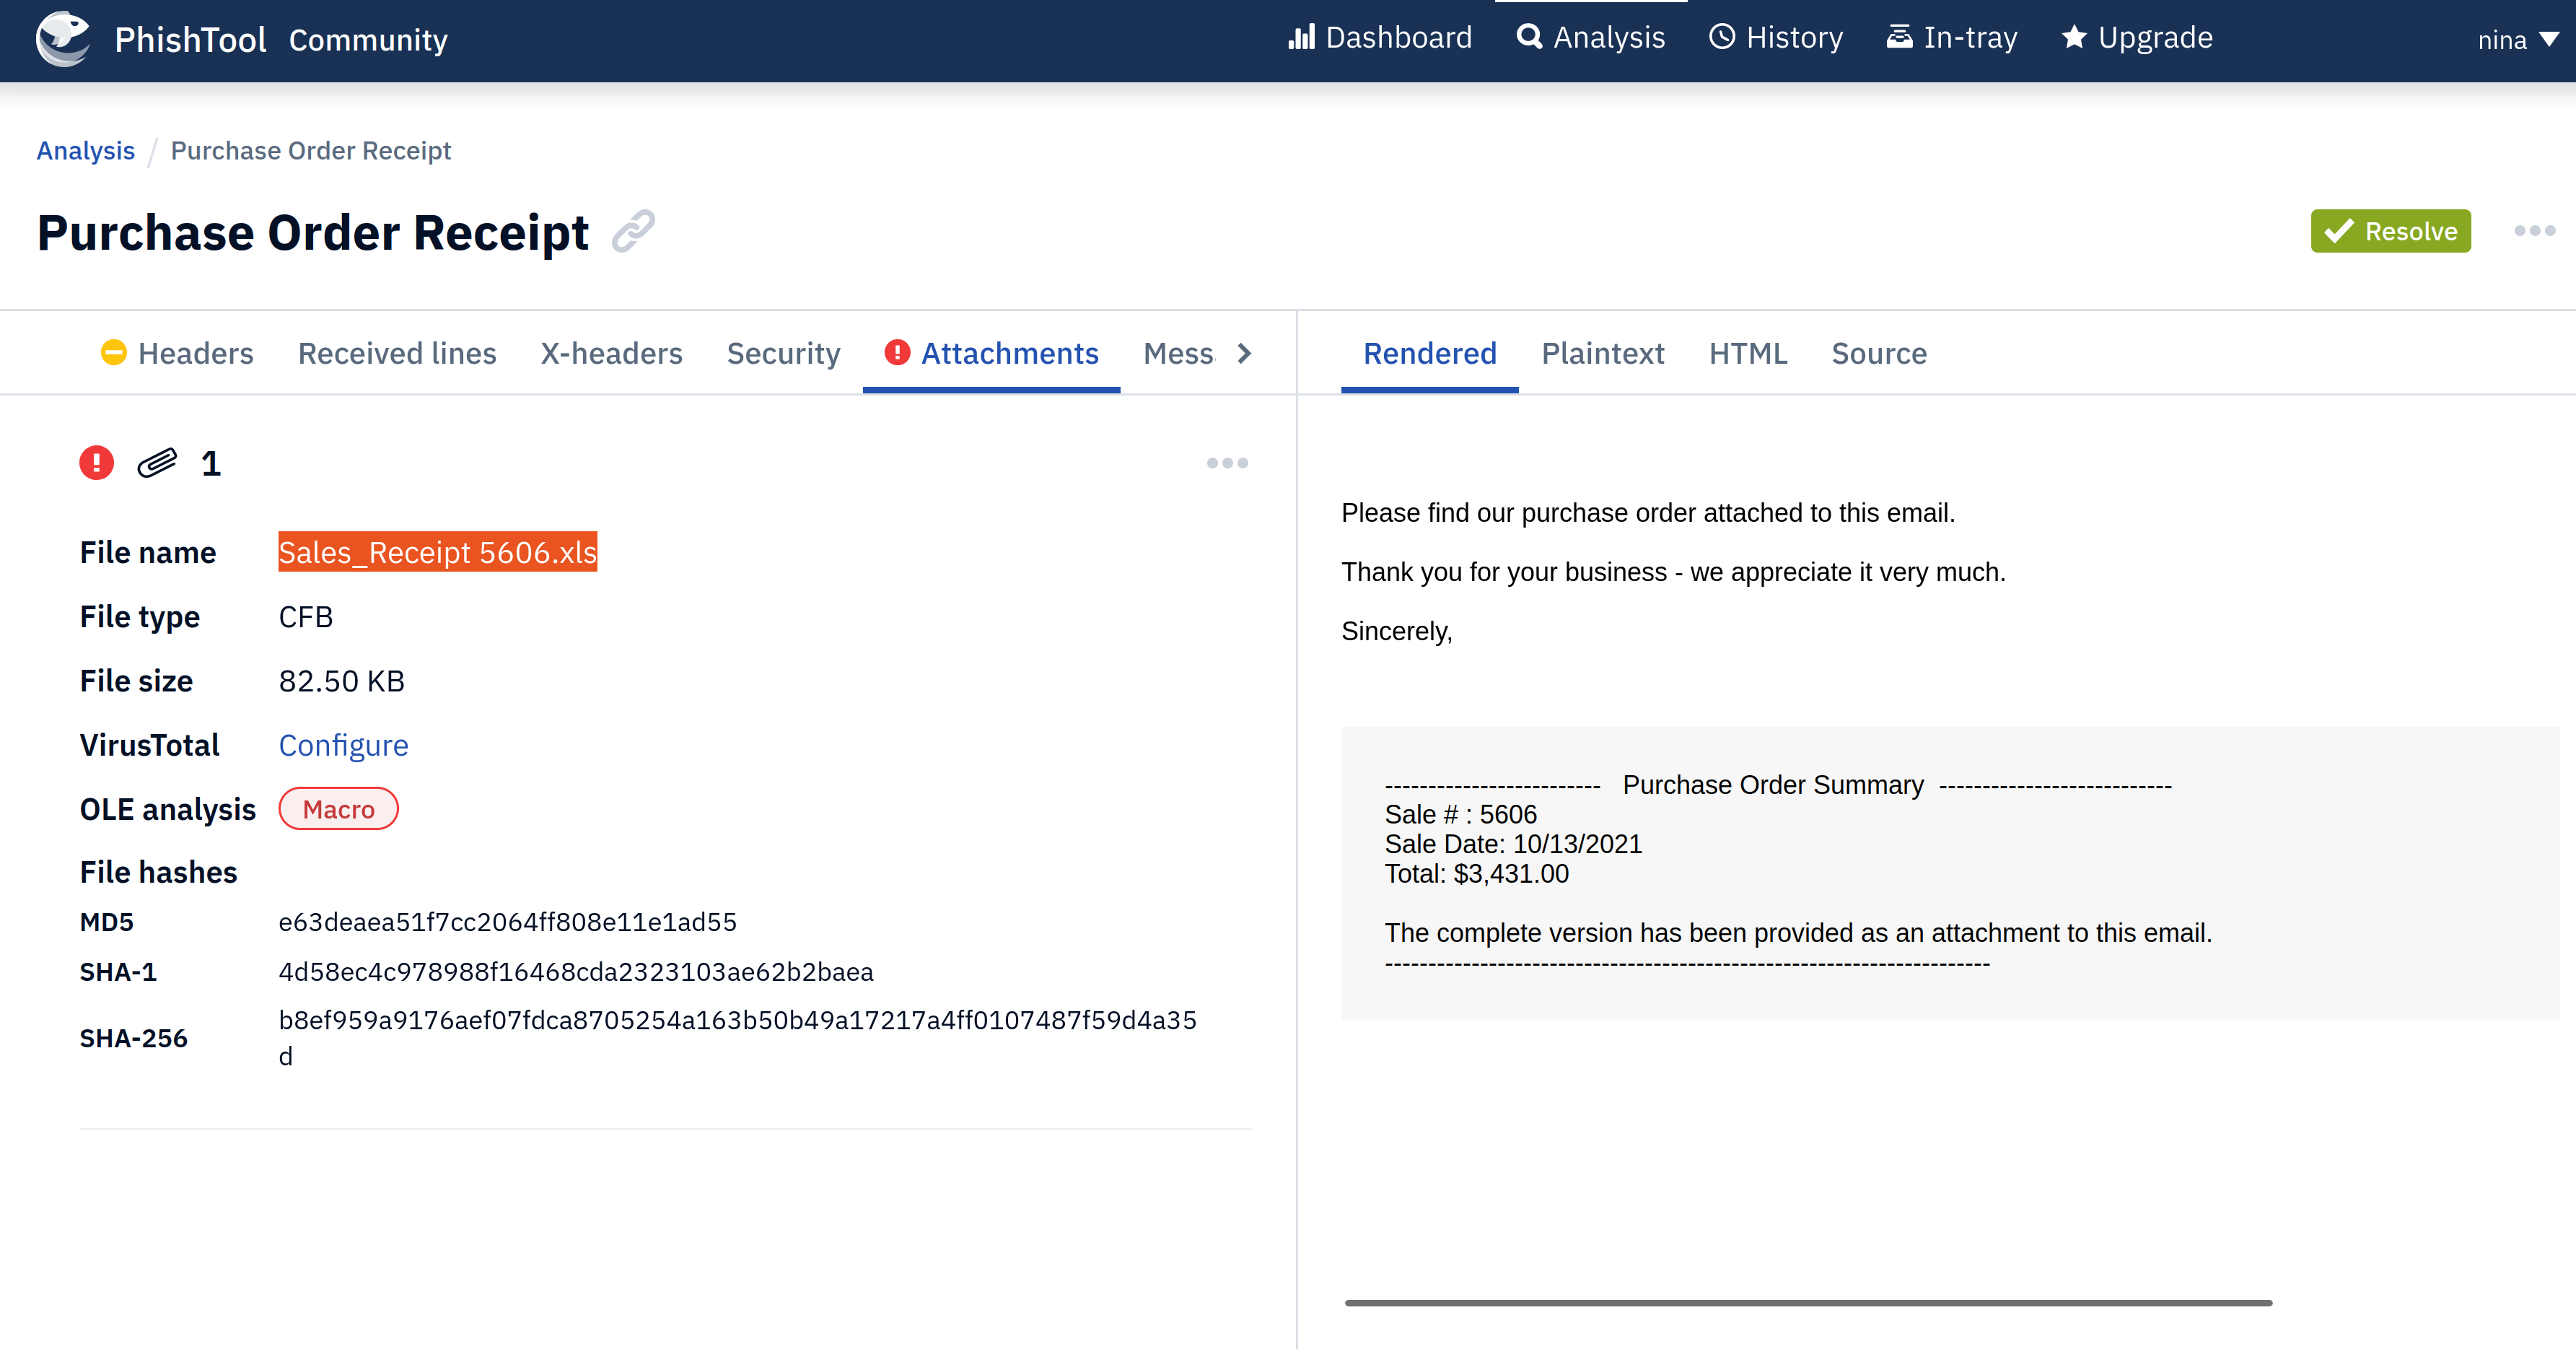 PhishTool Community
Dashboard Analysis History In-tray Upgrade nina
Analysis / Purchase Order Receipt
Purchase Order Receipt
Resolve
Headers Received lines X-headers Security Attachments Mess
Rendered Plaintext HTML Source
1
File name Sales_Receipt 5606.xls
File type CFB
File size 82.50 KB
VirusTotal Configure
OLE analysis Macro
File hashes
MD5 e63deaea51f7cc2064ff808e11e1ad55
SHA-1 4d58ec4c978988f16468cda2323103ae62b2baea
SHA-256 b8ef959a9176aef07fdca8705254a163b50b49a17217a4ff0107487f59d4a35
d
Please find our purchase order attached to this email.
Thank you for your business - we appreciate it very much.
Sincerely,
------------------------- Purchase Order Summary ---------------------------
Sale # : 5606
Sale Date: 10/13/2021
Total: $3,431.00
The complete version has been provided as an attachment to this email.
----------------------------------------------------------------------